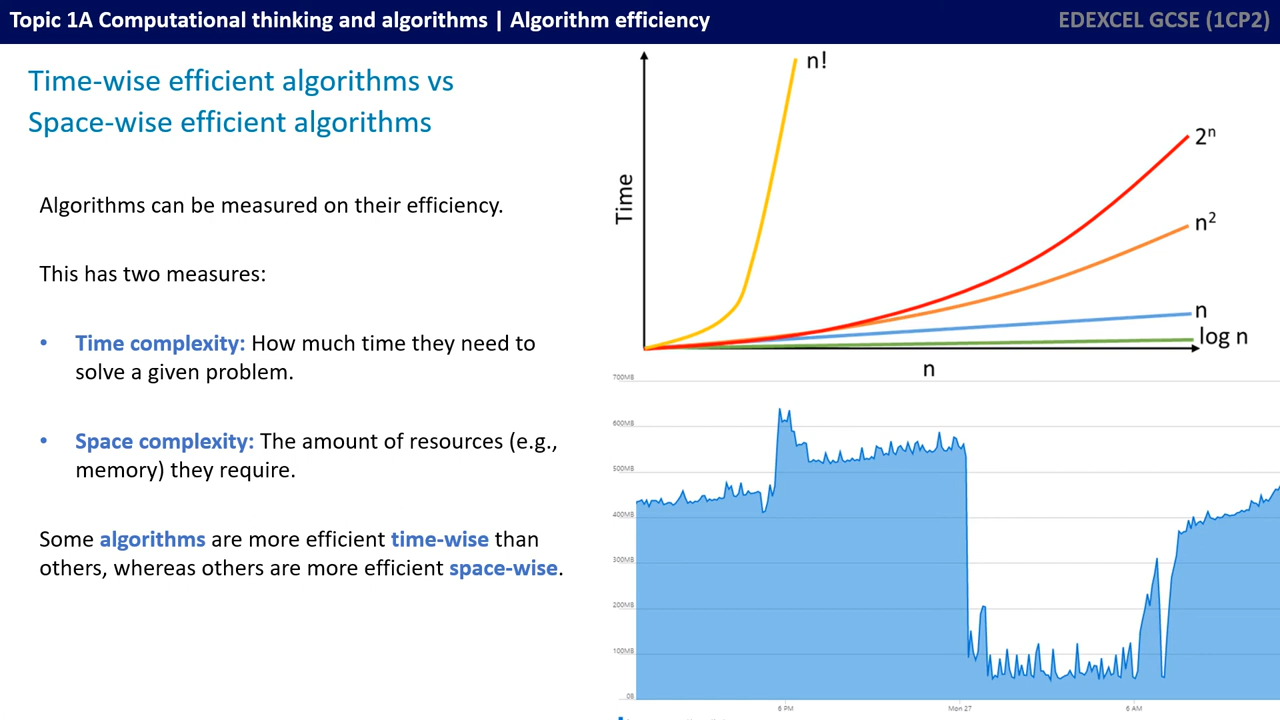 Topic 1A Computational thinking and algorithms | Algorithm efficiency
EDEXCEL GCSE (1CP2)
Time-wise efficient algorithms vs
Space-wise efficient algorithms
Algorithms can be measured on their efficiency.
This has two measures:
• Time complexity: How much time they need to
solve a given problem.
• Space complexity: The amount of resources (e.g.,
memory) they require.
Some algorithms are more efficient time-wise than
others, whereas others are more efficient space-wise.
n!
2ⁿ
n²
n
log n
Time
n
700MB
600MB
500MB
400MB
300MB
200MB
100MB
0B
6 PM
Mon 27
6 AM